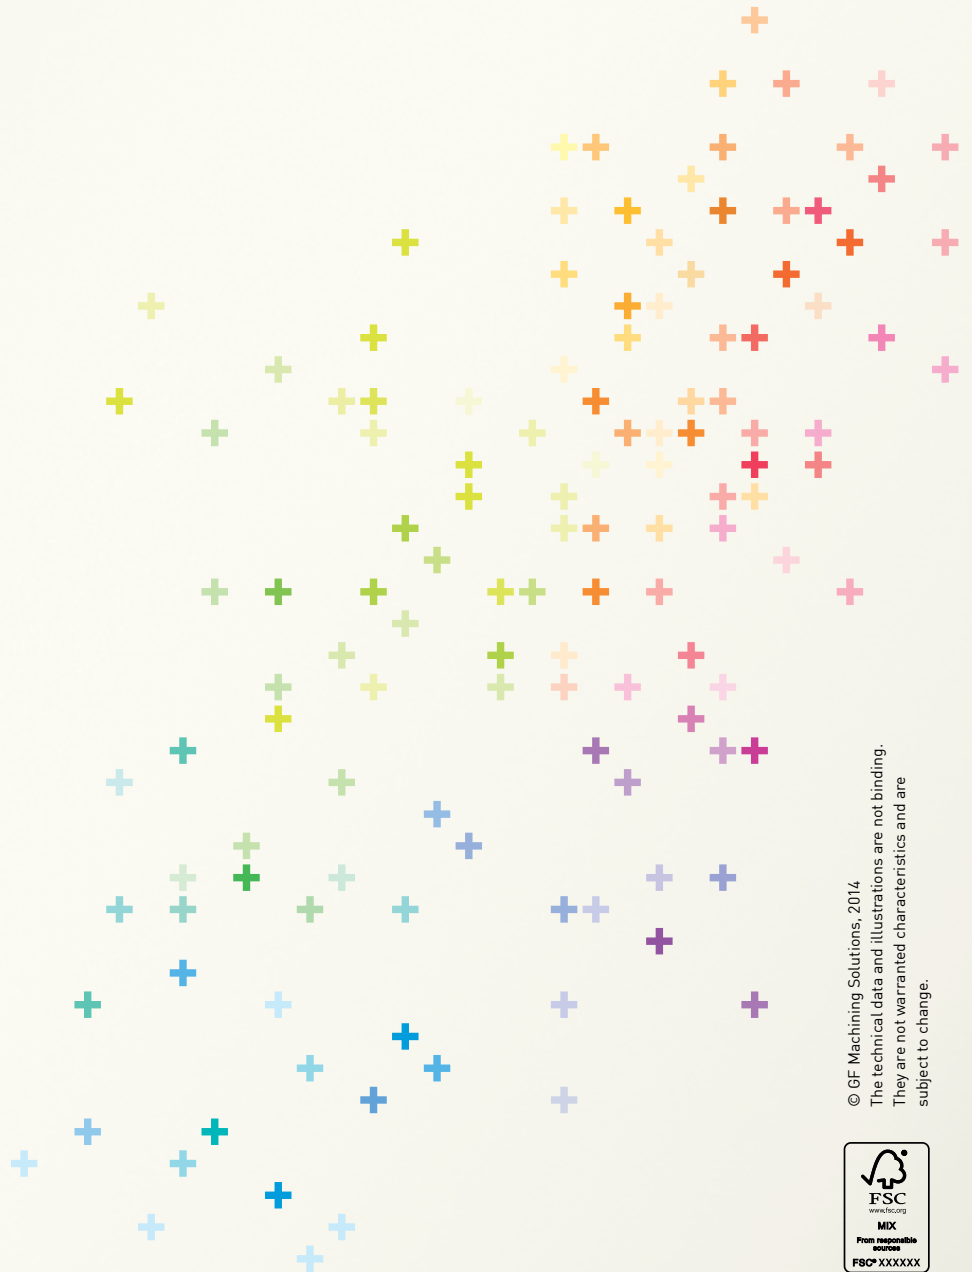 © GF Machining Solutions, 2014
The technical data and illustrations are not binding.
They are not warranted characteristics and are
subject to change.
FSC
www.fsc.org
MIX
From responsible
sources
FSC® XXXXXX